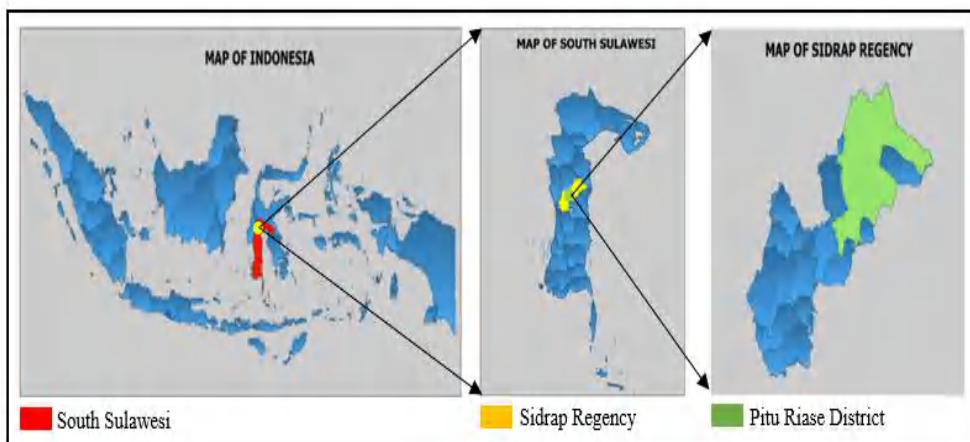 MAP OF INDONESIA
MAP OF SOUTH SULAWESI
MAP OF SIDRAP REGENCY
South Sulawesi
Sidrap Regency
Pitu Riase District